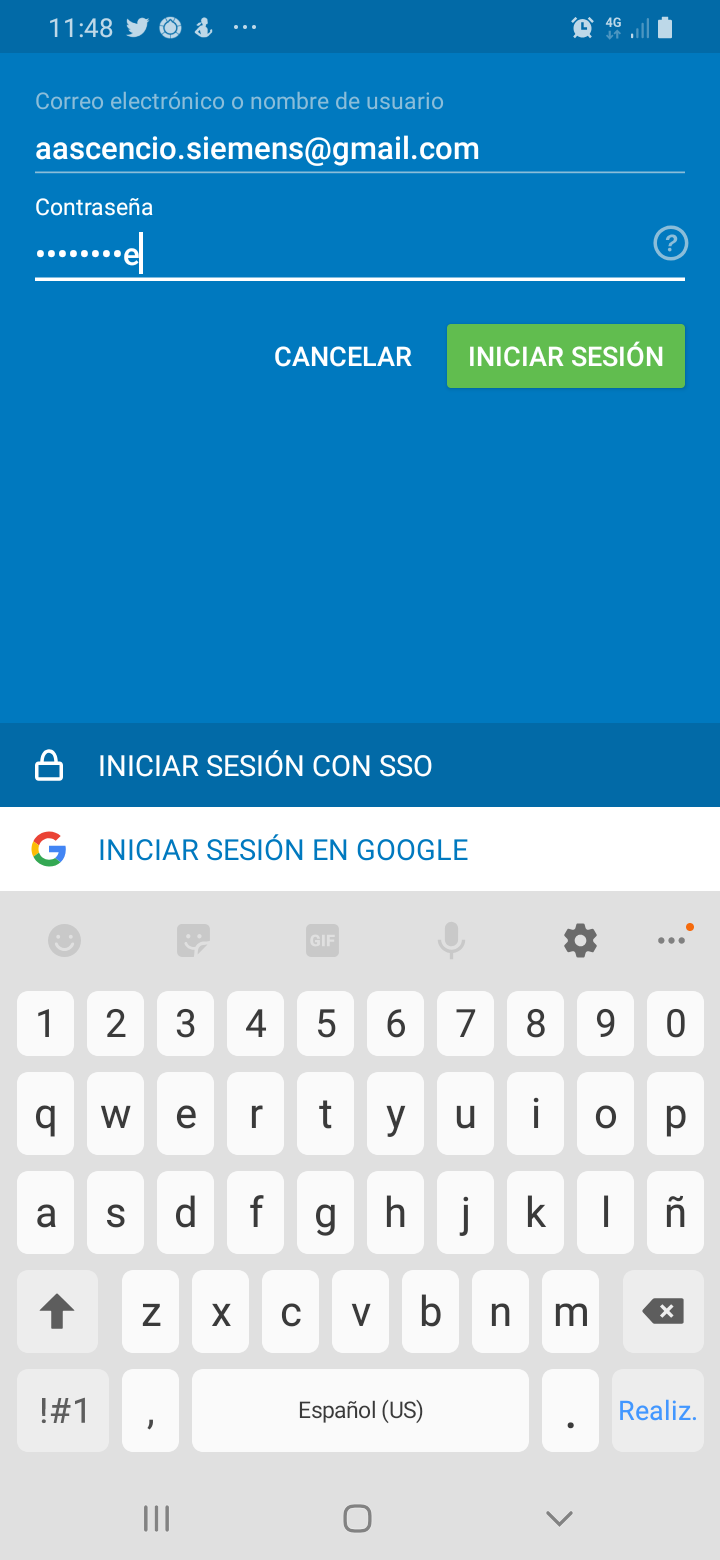 11:48 4G
Correo electrónico o nombre de usuario
aascencio.siemens@gmail.com
Contraseña
••••••••e
?
CANCELAR INICIAR SESIÓN
INICIAR SESIÓN CON SSO
G INICIAR SESIÓN EN GOOGLE
GIF
1 2 3 4 5 6 7 8 9 0
q w e r t y u i o p
a s d f g h j k l ñ
z x c v b n m
!#1 , Español (US) . Realiz.